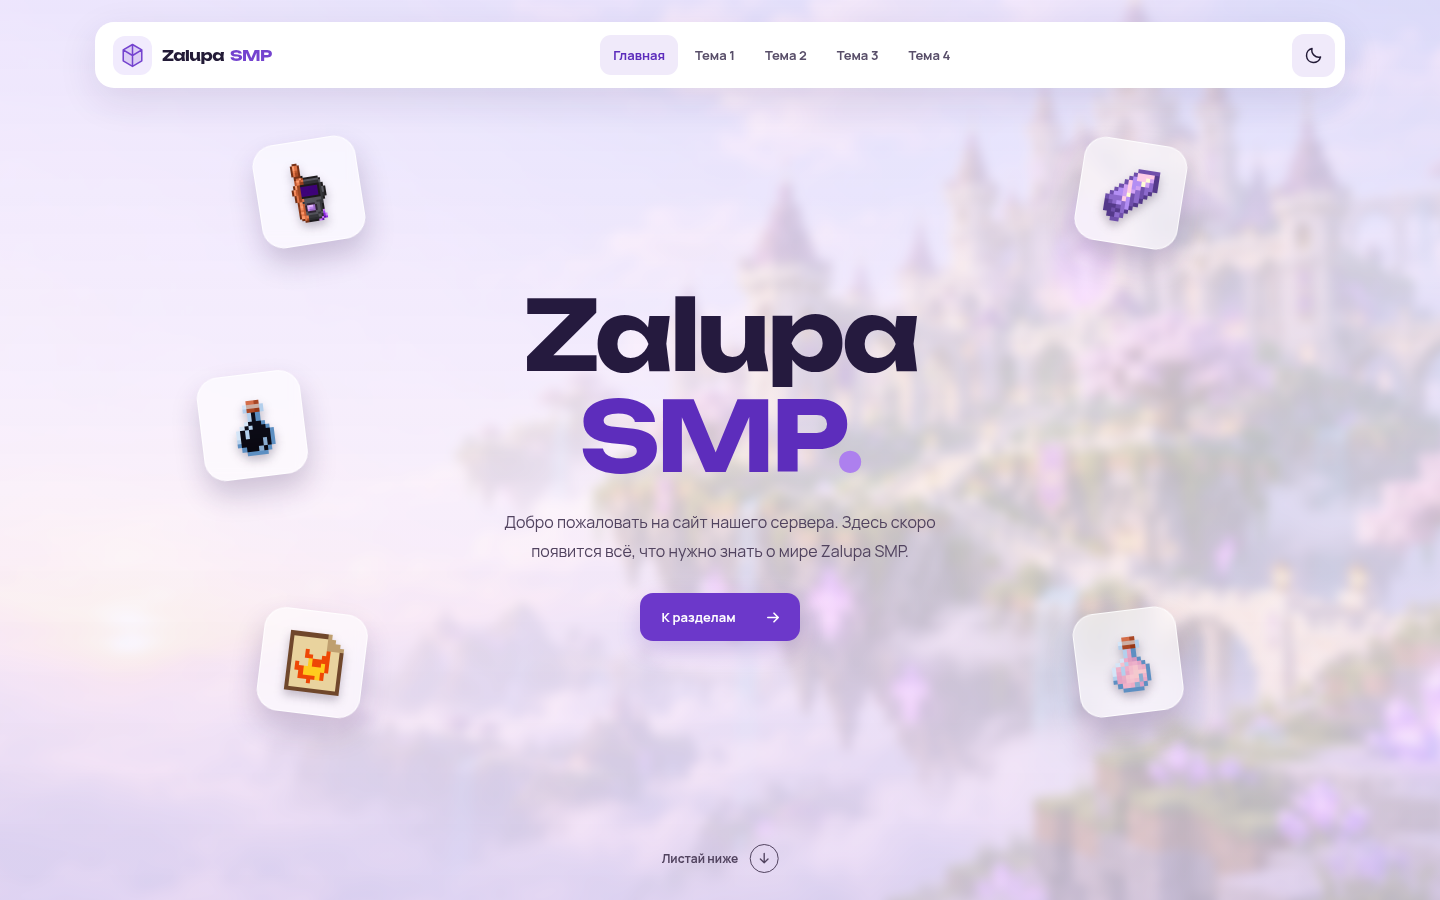 Zalupa SMP
Главная
Тема 1
Тема 2
Тема 3
Тема 4
Zalupa
SMP.
Добро пожаловать на сайт нашего сервера. Здесь скоро
появится всё, что нужно знать о мире Zalupa SMP.
К разделам
Листай ниже